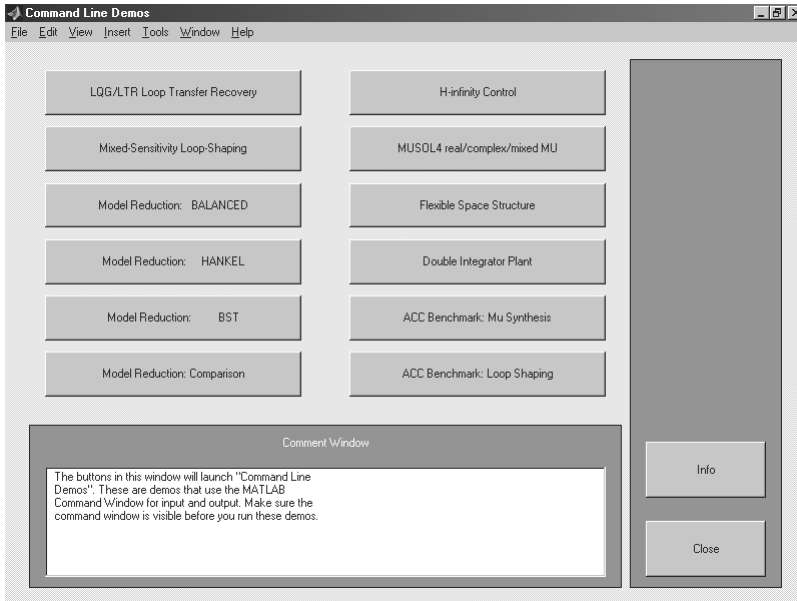 Command Line Demos
File Edit View Insert Tools Window Help
LQG/LTR Loop Transfer Recovery
H-infinity Control
Mixed-Sensitivity Loop-Shaping
MUSOL4 real/complex/mixed MU
Model Reduction: BALANCED
Flexible Space Structure
Model Reduction: HANKEL
Double Integrator Plant
Model Reduction: BST
ACC Benchmark: Mu Synthesis
Model Reduction: Comparison
ACC Benchmark: Loop Shaping
Comment Window
The buttons in this window will launch "Command Line
Demos". These are demos that use the MATLAB
Command Window for input and output. Make sure the
command window is visible before you run these demos.
Info
Close